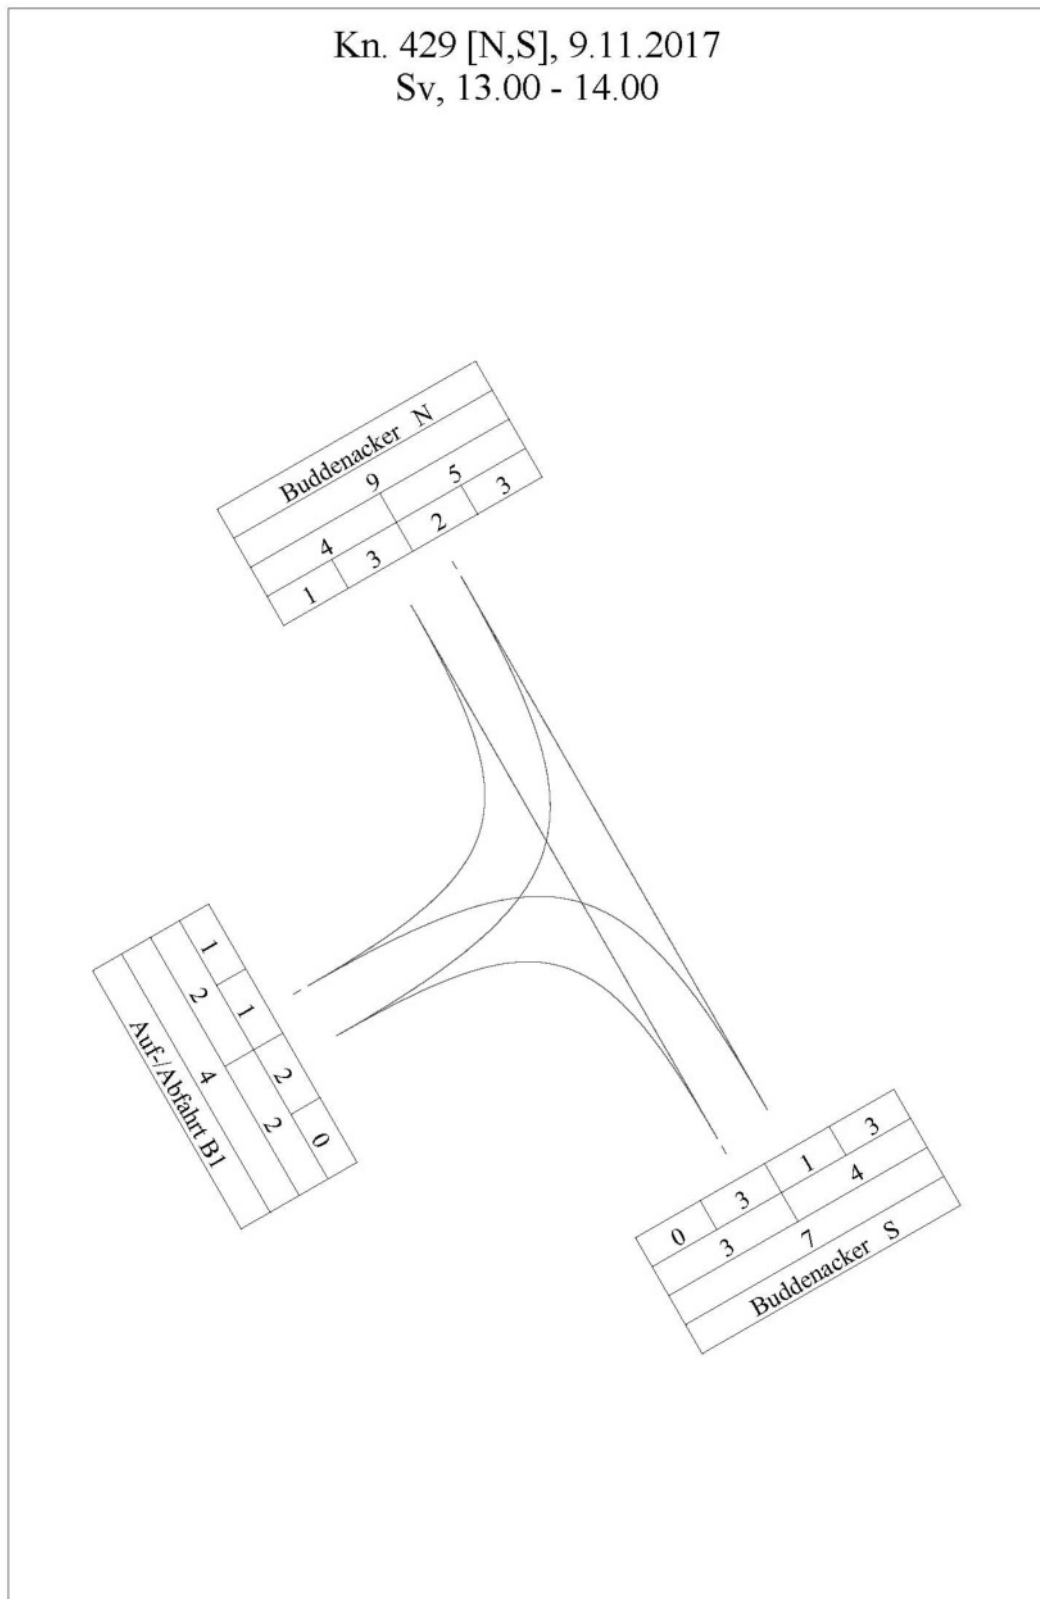 Kn. 429 [N,S], 9.11.2017
Sv, 13.00 - 14.00
Buddenacker N
9
4 5
1 3 2 3
1 1 2 0
2 2
4
Auf-/Abfahrt B1
0 3 1 3
3 4
7
Buddenacker S